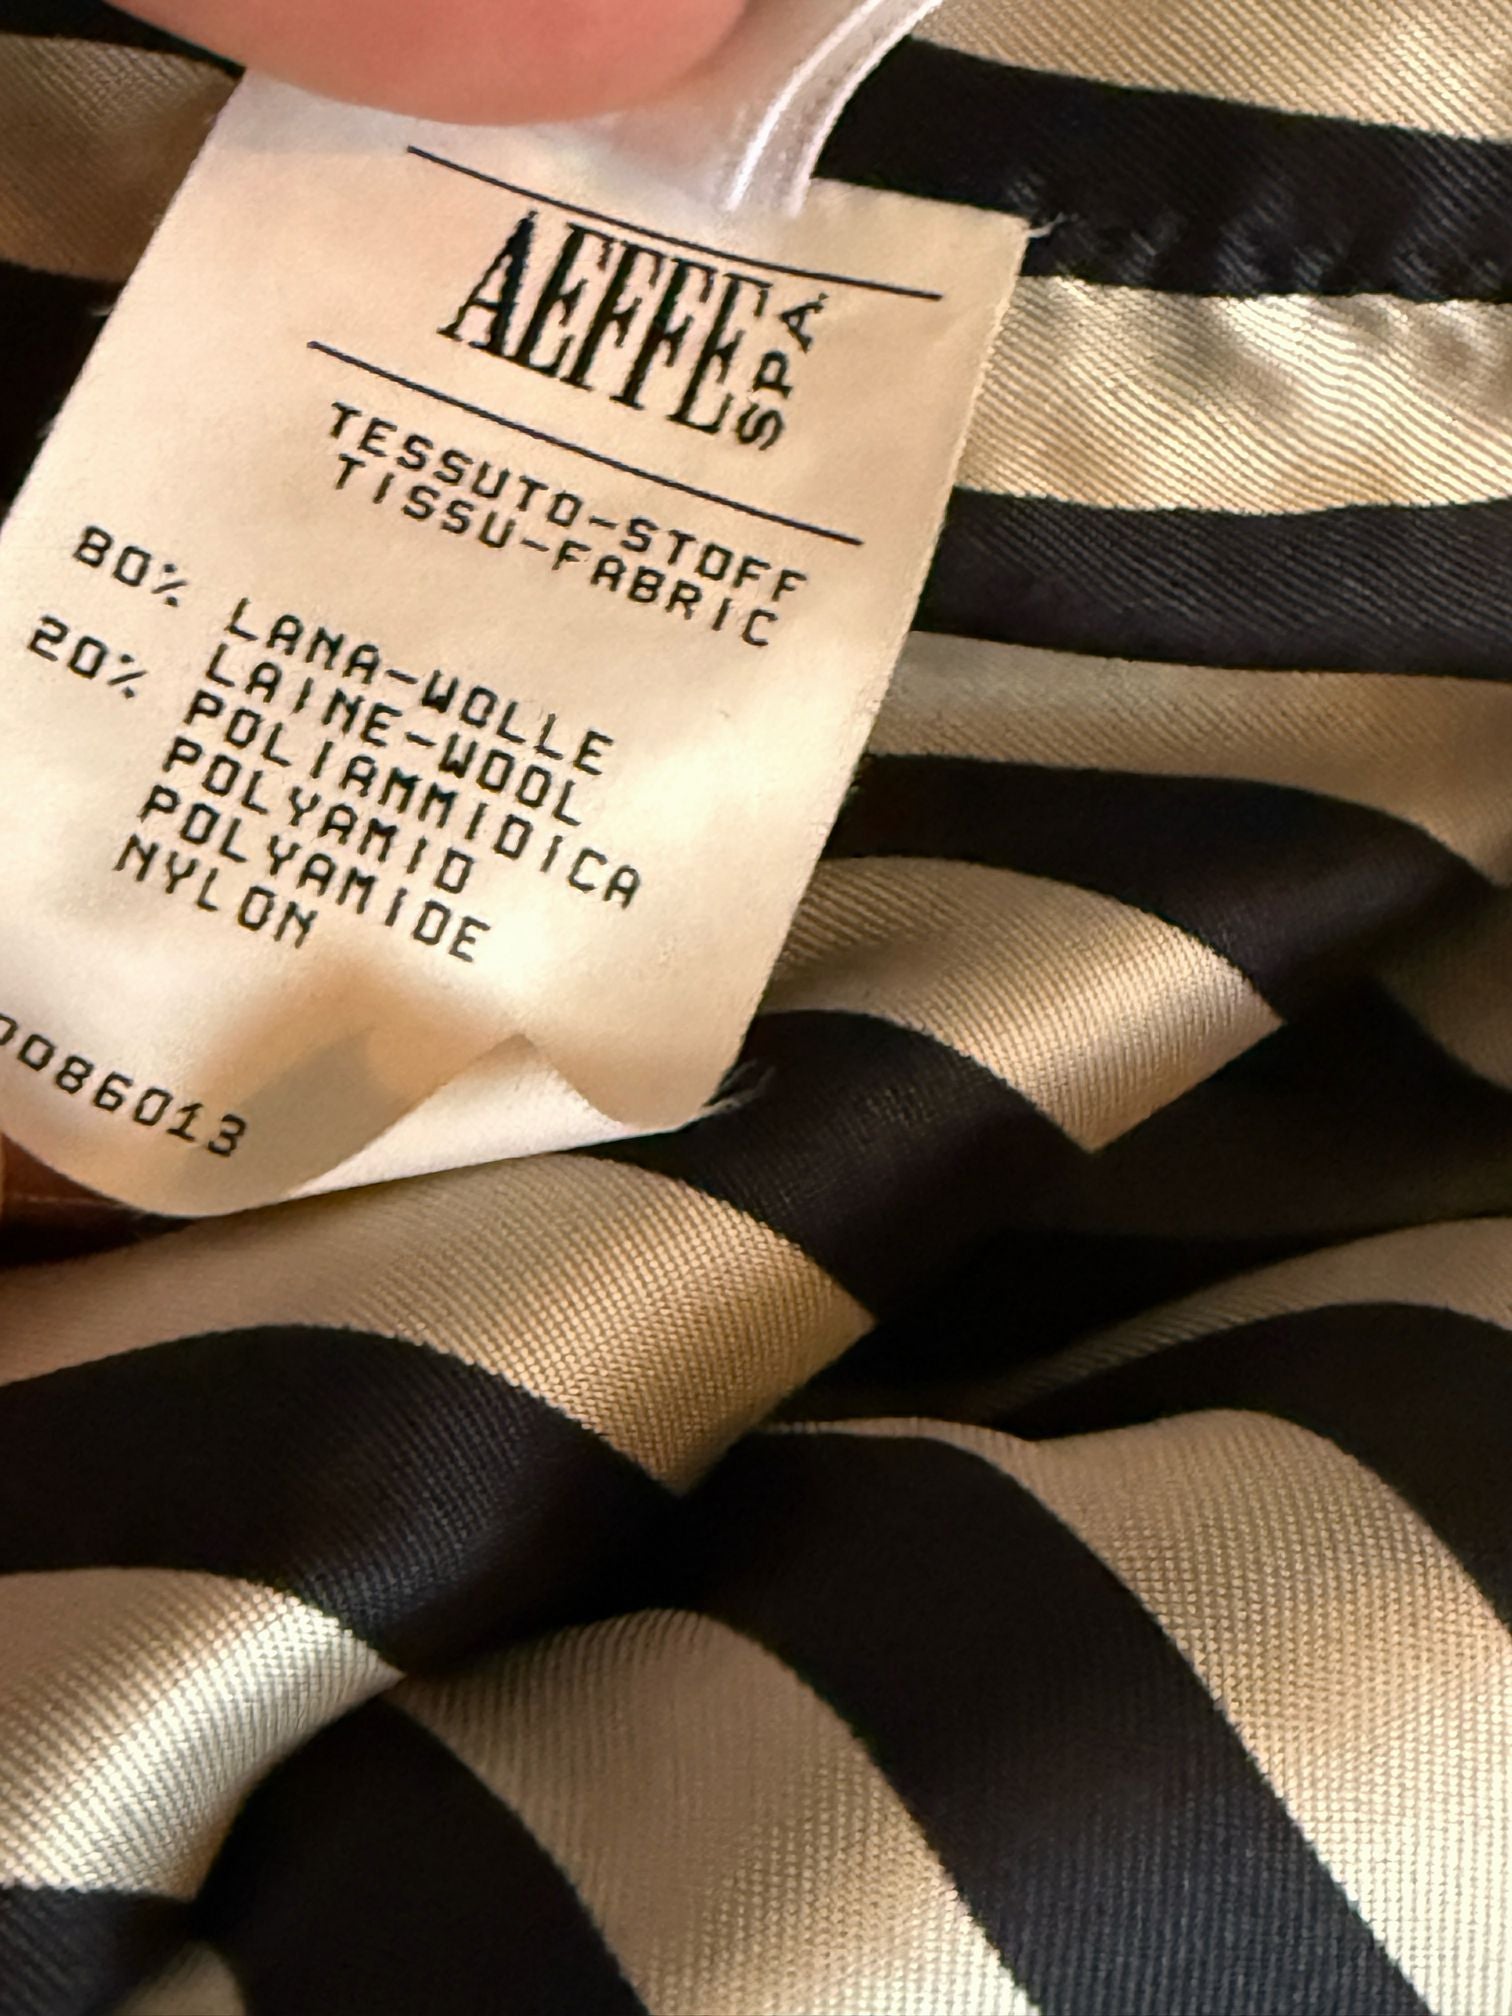 AEFFE SPA
TESSUTO-STOFF
TISSU-FABRIC
80% LANA-WOLLE
LAINE-WOOL
20% POLIAMMIDICA
POLYAMID
POLYAMIDE
NYLON
0086013